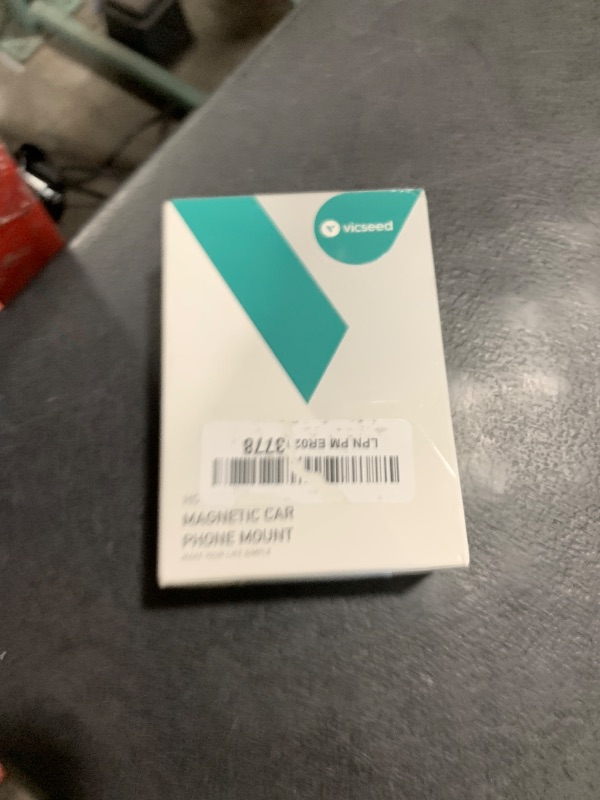 vicseed
LPN PM ER02 3778
MAGNETIC CAR
PHONE MOUNT